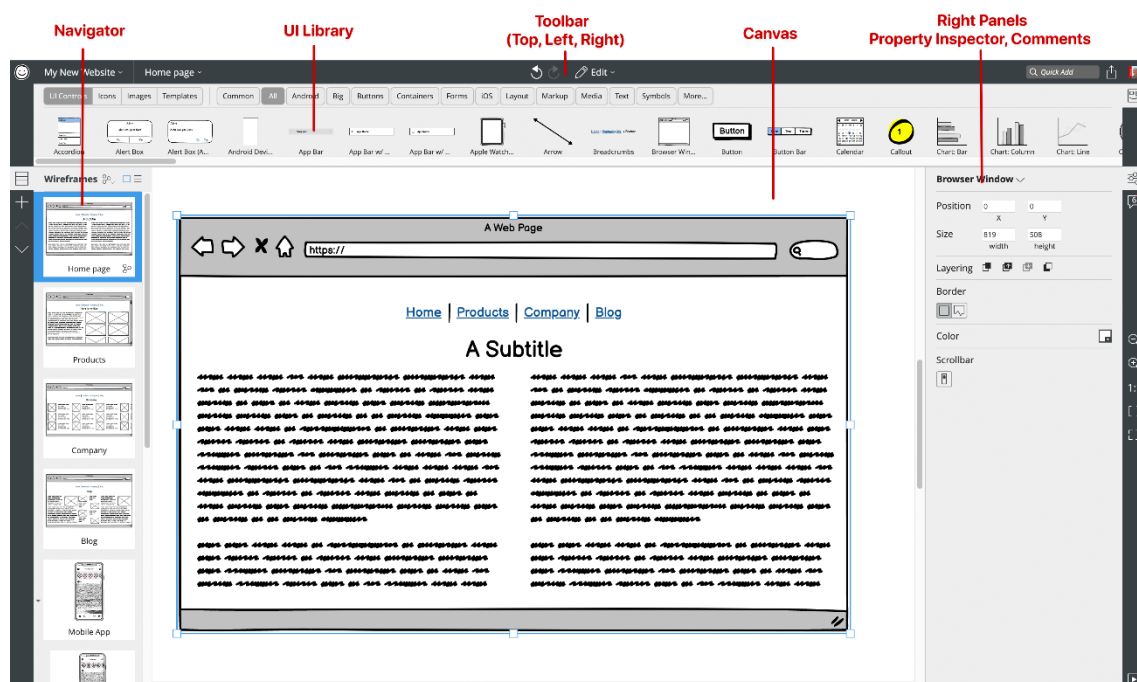 Navigator
UI Library
Toolbar
(Top, Left, Right)
Canvas
Right Panels
Property Inspector, Comments
My New Website
Home page
Edit
Quick Add
UI Controls Icons Images Templates Common All Android Big Buttons Containers Forms iOS Layout Markup Media Text Symbols More...
Button
1
Accordion Alert Box Alert Box (A... Android Devi... App Bar App Bar w/ ... App Bar w/ ... Apple Watch... Arrow Breadcrumbs Browser Win... Button Button Bar Calendar Callout Chart: Bar Chart: Column Chart: Line
Wireframes
Home page
Products
Company
Blog
Mobile App
A Web Page
https://
Home | Products | Company | Blog
A Subtitle
Browser Window
Position 0 0
X Y
Size 819 508
width height
Layering
Border
Color
Scrollbar
6
1: